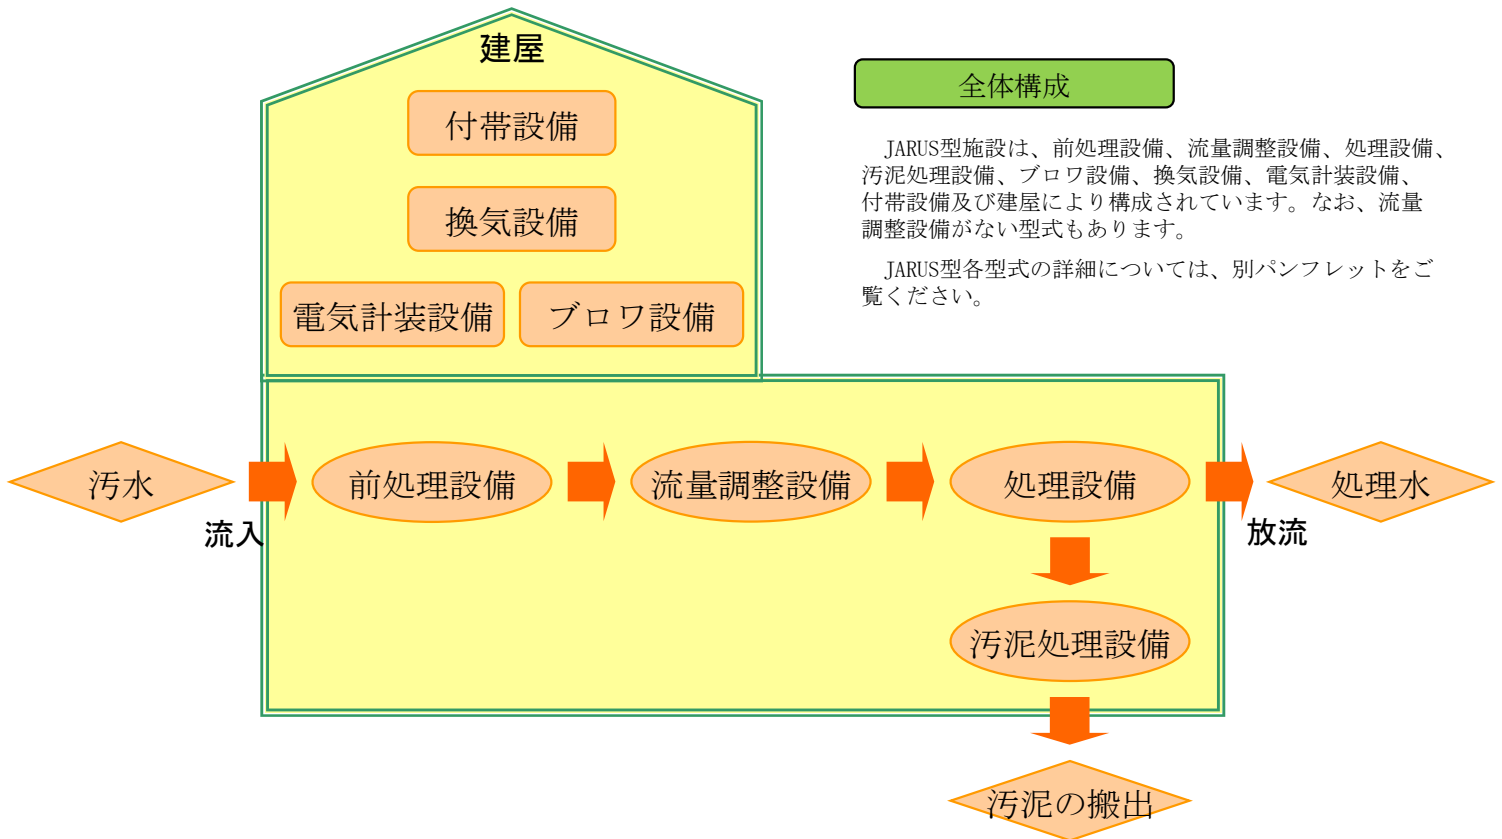 建屋
付帯設備
換気設備
電気計装設備
ブロワ設備
全体構成
JARUS型施設は、前処理設備、流量調整設備、処理設備、
汚泥処理設備、ブロワ設備、換気設備、電気計装設備、
付帯設備及び建屋により構成されています。なお、流量
調整設備がない型式もあります。
JARUS型各型式の詳細については、別パンフレットをご
覧ください。
汚水
流入
前処理設備
流量調整設備
処理設備
処理水
放流
汚泥処理設備
汚泥の搬出